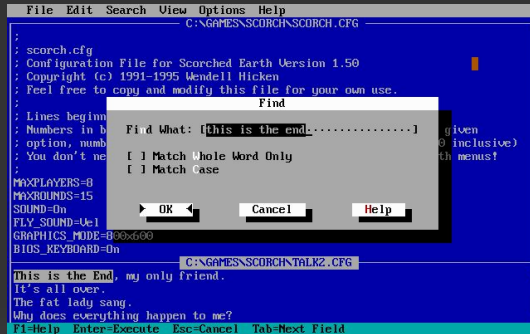 File Edit Search View Options Help
C:\GAMES\SCORCH\SCORCH.CFG
;
; scorch.cfg
; Configuration File for Scorched Earth Version 1.50
; Copyright (c) 1991-1995 Wendell Hicken
; Feel free to copy and modify this file for your own use.
;
; Lines beginn
; Numbers in b given
; option, numb 0 inclusive)
; You don't ne th menus!
;
Find
Find What: [this is the end················]
[ ] Match Whole Word Only
[ ] Match Case
OK Cancel Help
MAXPLAYERS=8
MAXROUNDS=15
SOUND=On
FLY_SOUND=Vel
GRAPHICS_MODE=800x600
BIOS_KEYBOARD=On
C:\GAMES\SCORCH\TALK2.CFG
This is the End, my only friend.
It's all over.
The fat lady sang.
Why does everything happen to me?
F1=Help Enter=Execute Esc=Cancel Tab=Next Field